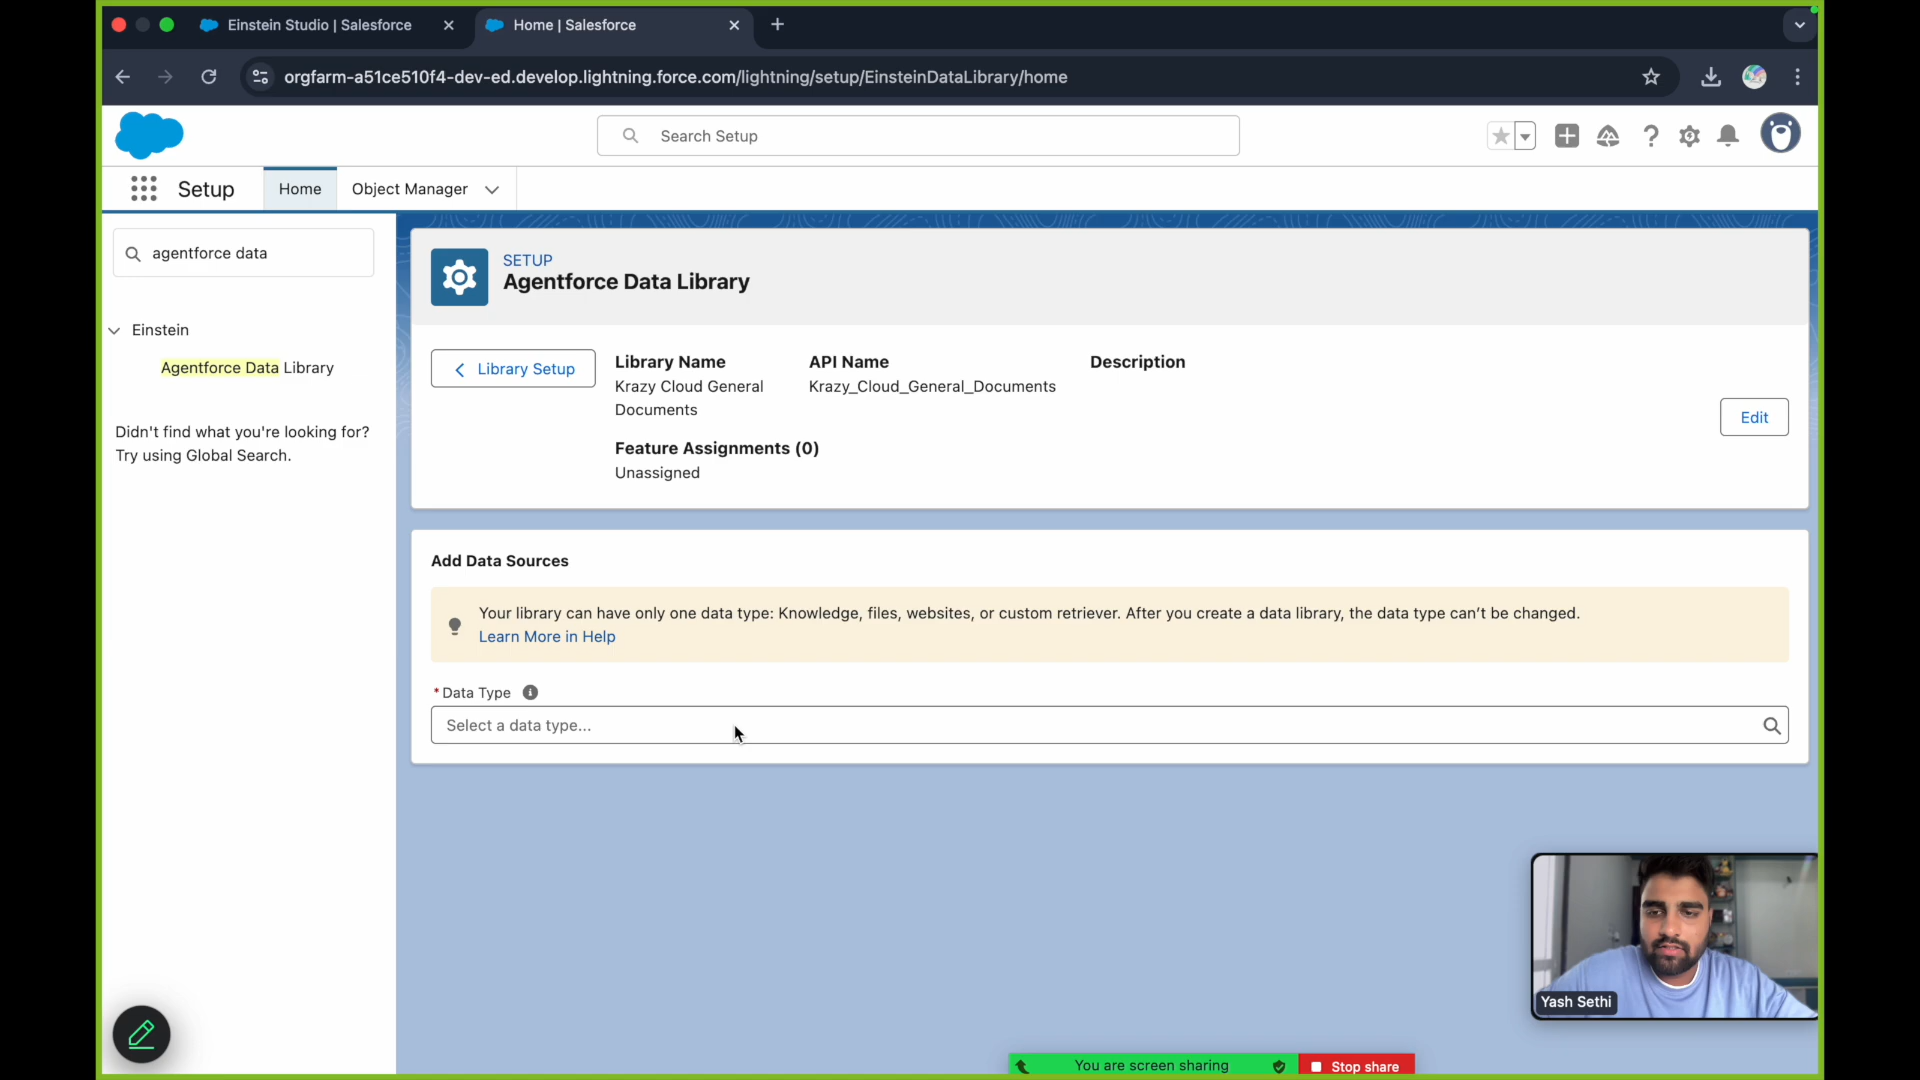 Einstein Studio | Salesforce
Home | Salesforce
orgfarm-a51ce510f4-dev-ed.develop.lightning.force.com/lightning/setup/EinsteinDataLibrary/home
Search Setup
Setup
Home
Object Manager
agentforce data
Einstein
Agentforce Data Library
Didn't find what you're looking for?
Try using Global Search.
SETUP
Agentforce Data Library
Library Setup
Library Name
Krazy Cloud General
Documents
API Name
Krazy_Cloud_General_Documents
Description
Feature Assignments (0)
Unassigned
Edit
Add Data Sources
Your library can have only one data type: Knowledge, files, websites, or custom retriever. After you create a data library, the data type can’t be changed.
Learn More in Help
*Data Type
Select a data type...
Yash Sethi
You are screen sharing
Stop share